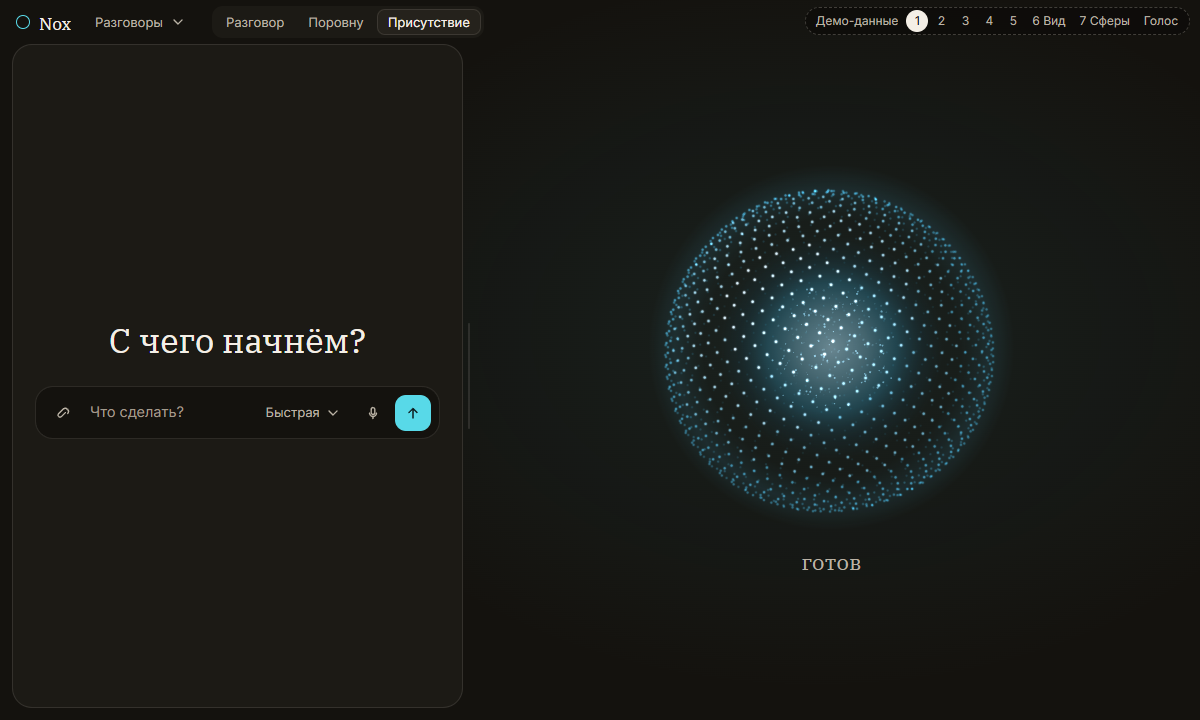 Nox Разговоры Разговор Поровну Присутствие Демо-данные 1 2 3 4 5 6 Вид 7 Сферы Голос
С чего начнём?
Что сделать? Быстрая
готов